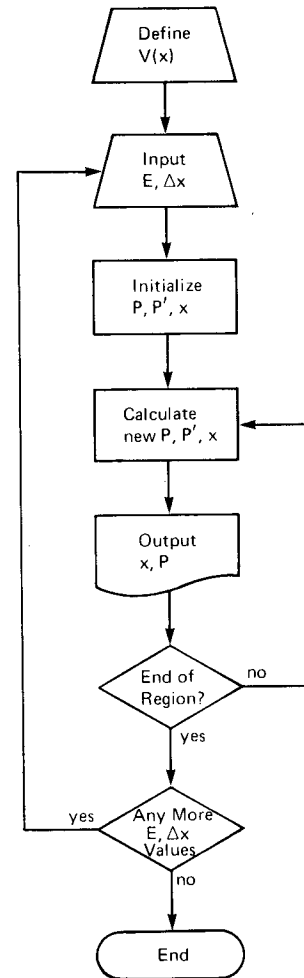 Define
V(x)
Input
E, Δx
Initialize
P, P′, x
Calculate
new P, P′, x
Output
x, P
End of
Region?
no
yes
yes
Any More
E, Δx
Values
no
End